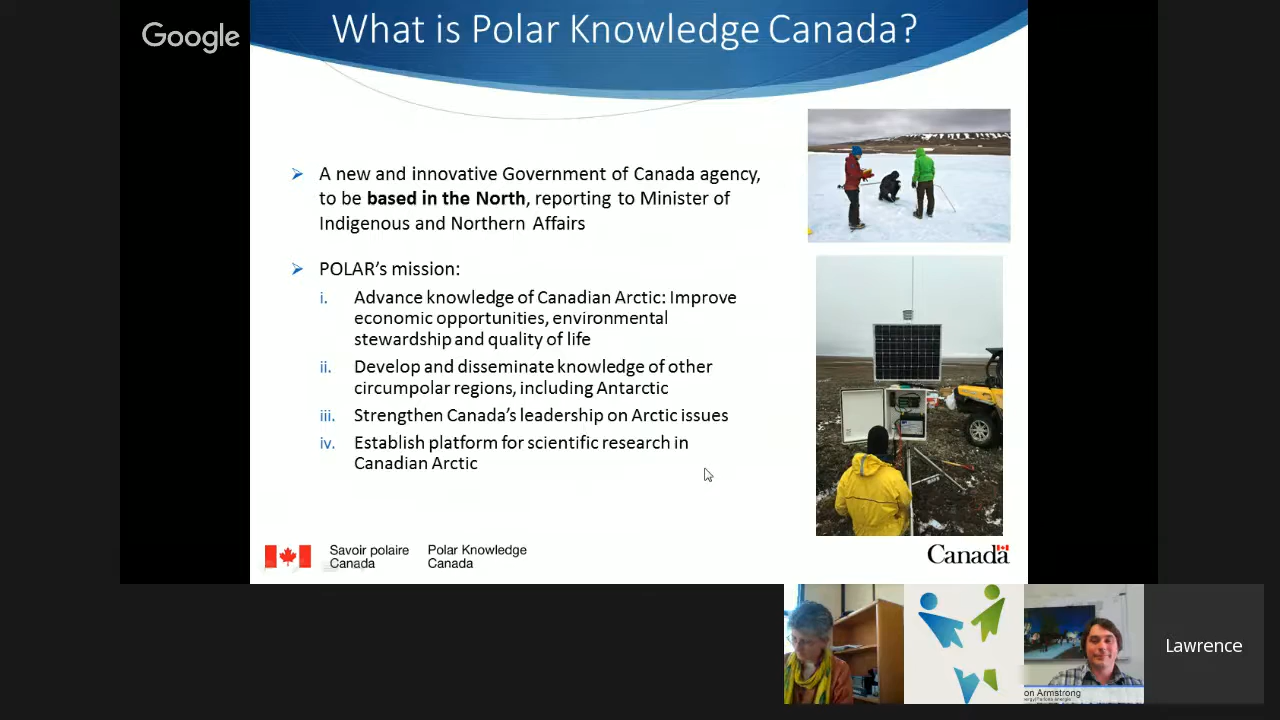 Google
What is Polar Knowledge Canada?
➢ A new and innovative Government of Canada agency,
to be based in the North, reporting to Minister of
Indigenous and Northern Affairs
➢ POLAR's mission:
i. Advance knowledge of Canadian Arctic: Improve
economic opportunities, environmental
stewardship and quality of life
ii. Develop and disseminate knowledge of other
circumpolar regions, including Antarctic
iii. Strengthen Canada's leadership on Arctic issues
iv. Establish platform for scientific research in
Canadian Arctic
Savoir polaire
Canada
Polar Knowledge
Canada
Canada
on Armstrong
Lawrence